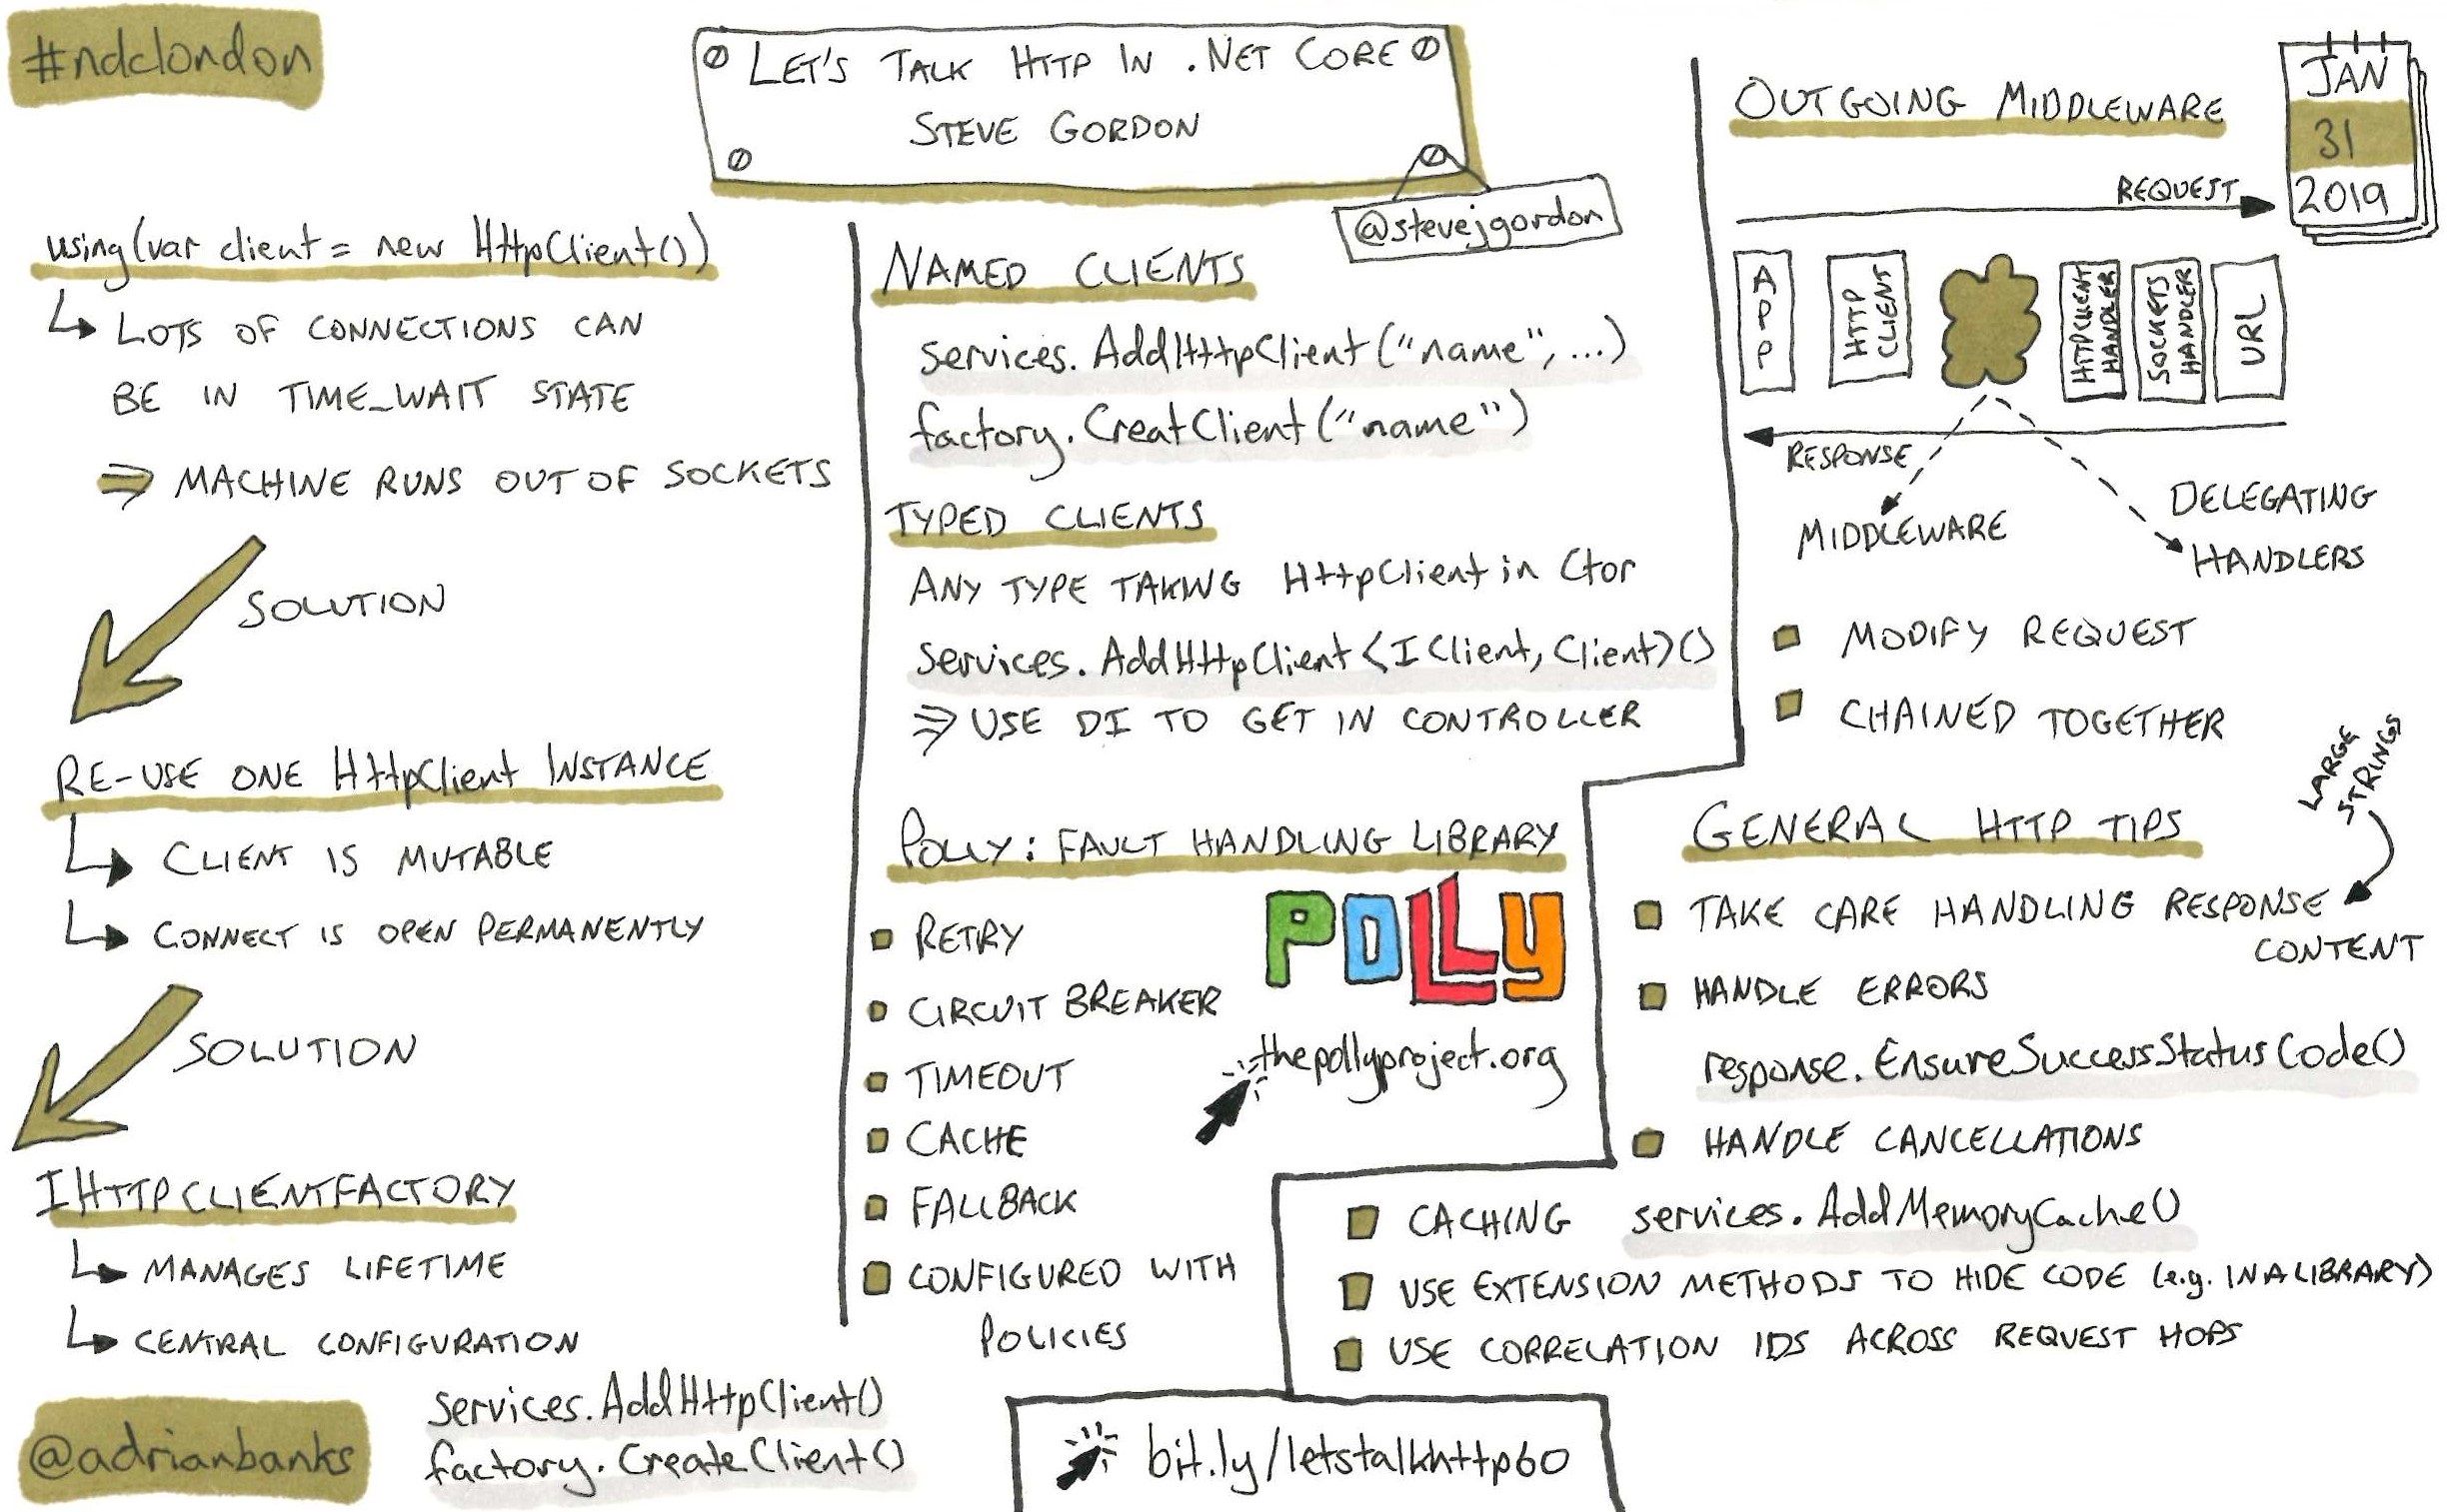 #ndclondon
LET'S TALK HTTP IN .NET CORE
STEVE GORDON
@stevejgordon
JAN
31
2019
using(var client = new HttpClient())
LOTS OF CONNECTIONS CAN
BE IN TIME_WAIT STATE
⇒ MACHINE RUNS OUT OF SOCKETS
SOLUTION
RE-USE ONE HttpClient INSTANCE
CLIENT IS MUTABLE
CONNECT IS OPEN PERMANENTLY
SOLUTION
IHTTPCLIENTFACTORY
MANAGES LIFETIME
CENTRAL CONFIGURATION
services.AddHttpClient()
factory.CreateClient()
@adrianbanks
NAMED CLIENTS
services.AddHttpClient("name", ...)
factory.CreatClient("name")
TYPED CLIENTS
ANY TYPE TAKING HttpClient in Ctor
services.AddHttpClient<IClient, Client>()
⇒ USE DI TO GET IN CONTROLLER
POLLY: FAULT HANDLING LIBRARY
POLLY
RETRY
CIRCUIT BREAKER
TIMEOUT
CACHE
FALLBACK
CONFIGURED WITH
POLICIES
thepollyproject.org
OUTGOING MIDDLEWARE
REQUEST
APP
HTTP
CLIENT
HTTPCLIENT
HANDLER
SOCKETS
HANDLER
URL
RESPONSE
MIDDLEWARE
DELEGATING
HANDLERS
MODIFY REQUEST
CHAINED TOGETHER
GENERAL HTTP TIPS
LARGE
STRINGS
TAKE CARE HANDLING RESPONSE
CONTENT
HANDLE ERRORS
response.EnsureSuccessStatusCode()
HANDLE CANCELLATIONS
CACHING services.AddMemoryCache()
USE EXTENSION METHODS TO HIDE CODE (e.g. IN A LIBRARY)
USE CORRELATION IDS ACROSS REQUEST HOPS
bit.ly/letstalkhttp60